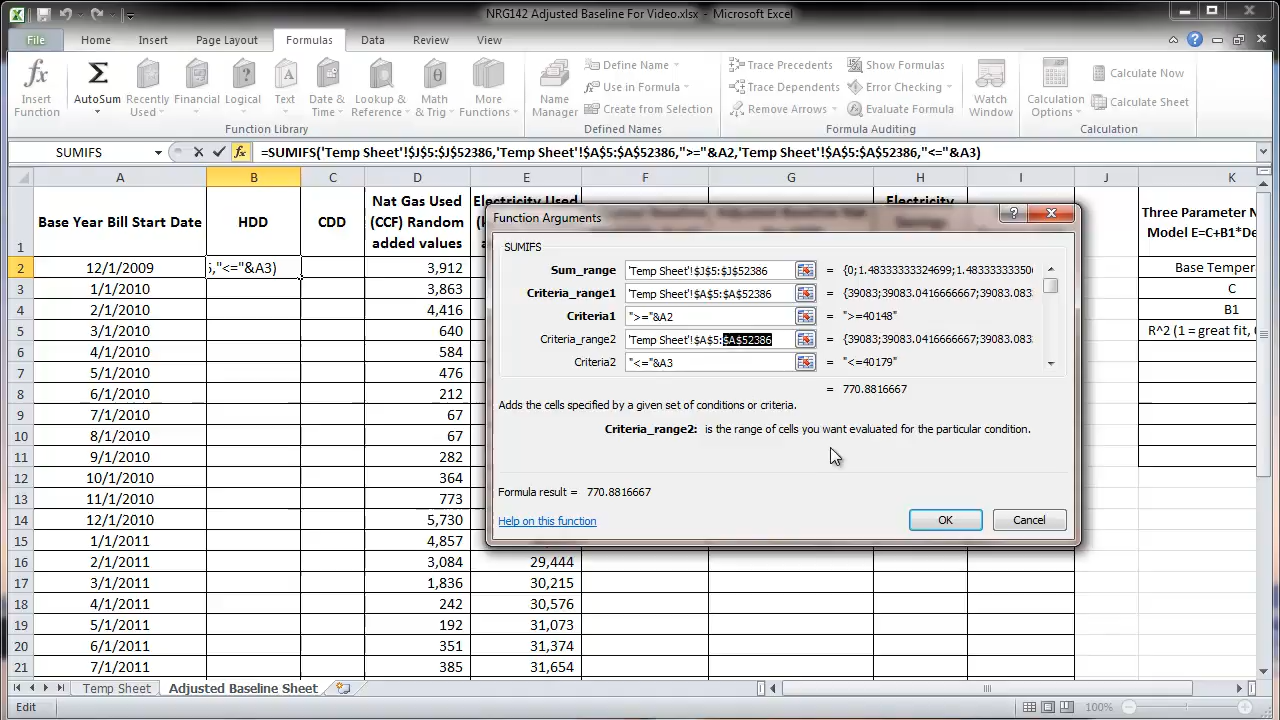 NRG142 Adjusted Baseline For Video.xlsx - Microsoft Excel
File Home Insert Page Layout Formulas Data Review View
Insert Function
AutoSum
Recently Used
Financial
Logical
Text
Date & Time
Lookup & Reference
Math & Trig
More Functions
Function Library
Name Manager
Define Name
Use in Formula
Create from Selection
Defined Names
Trace Precedents
Trace Dependents
Remove Arrows
Show Formulas
Error Checking
Evaluate Formula
Formula Auditing
Watch Window
Calculation Options
Calculate Now
Calculate Sheet
Calculation
SUMIFS
=SUMIFS('Temp Sheet'!$J$5:$J$52386,'Temp Sheet'!$A$5:$A$52386,">="&A2,'Temp Sheet'!$A$5:$A$52386,"<="&A3)
A B C D E F G H I J K
1 Base Year Bill Start Date HDD CDD
Nat Gas Used
(CCF) Random
added values
Electricity Used
Electricity
Three Parameter N
Model E=C+B1*De
2 12/1/2009 5,"<="&A3) 3,912 Base Tempera
3 1/1/2010 3,863 C
4 2/1/2010 4,416 B1
5 3/1/2010 640 R^2 (1 = great fit,
6 4/1/2010 584
7 5/1/2010 476
8 6/1/2010 212
9 7/1/2010 67
10 8/1/2010 67
11 9/1/2010 282
12 10/1/2010 364
13 11/1/2010 773
14 12/1/2010 5,730
15 1/1/2011 4,857
16 2/1/2011 3,084 29,444
17 3/1/2011 1,836 30,215
18 4/1/2011 242 30,576
19 5/1/2011 192 31,073
20 6/1/2011 351 31,374
21 7/1/2011 385 31,654
Function Arguments
SUMIFS
Sum_range 'Temp Sheet'!$J$5:$J$52386 = {0;1.48333333324699;1.4833333350
Criteria_range1 'Temp Sheet'!$A$5:$A$52386 = {39083;39083.0416666667;39083.083
Criteria1 ">="&A2 = ">=40148"
Criteria_range2 'Temp Sheet'!$A$5:$A$52386 = {39083;39083.0416666667;39083.083
Criteria2 "<="&A3 = "<=40179"
= 770.8816667
Adds the cells specified by a given set of conditions or criteria.
Criteria_range2: is the range of cells you want evaluated for the particular condition.
Formula result = 770.8816667
Help on this function
OK
Cancel
Temp Sheet Adjusted Baseline Sheet
Edit
100%